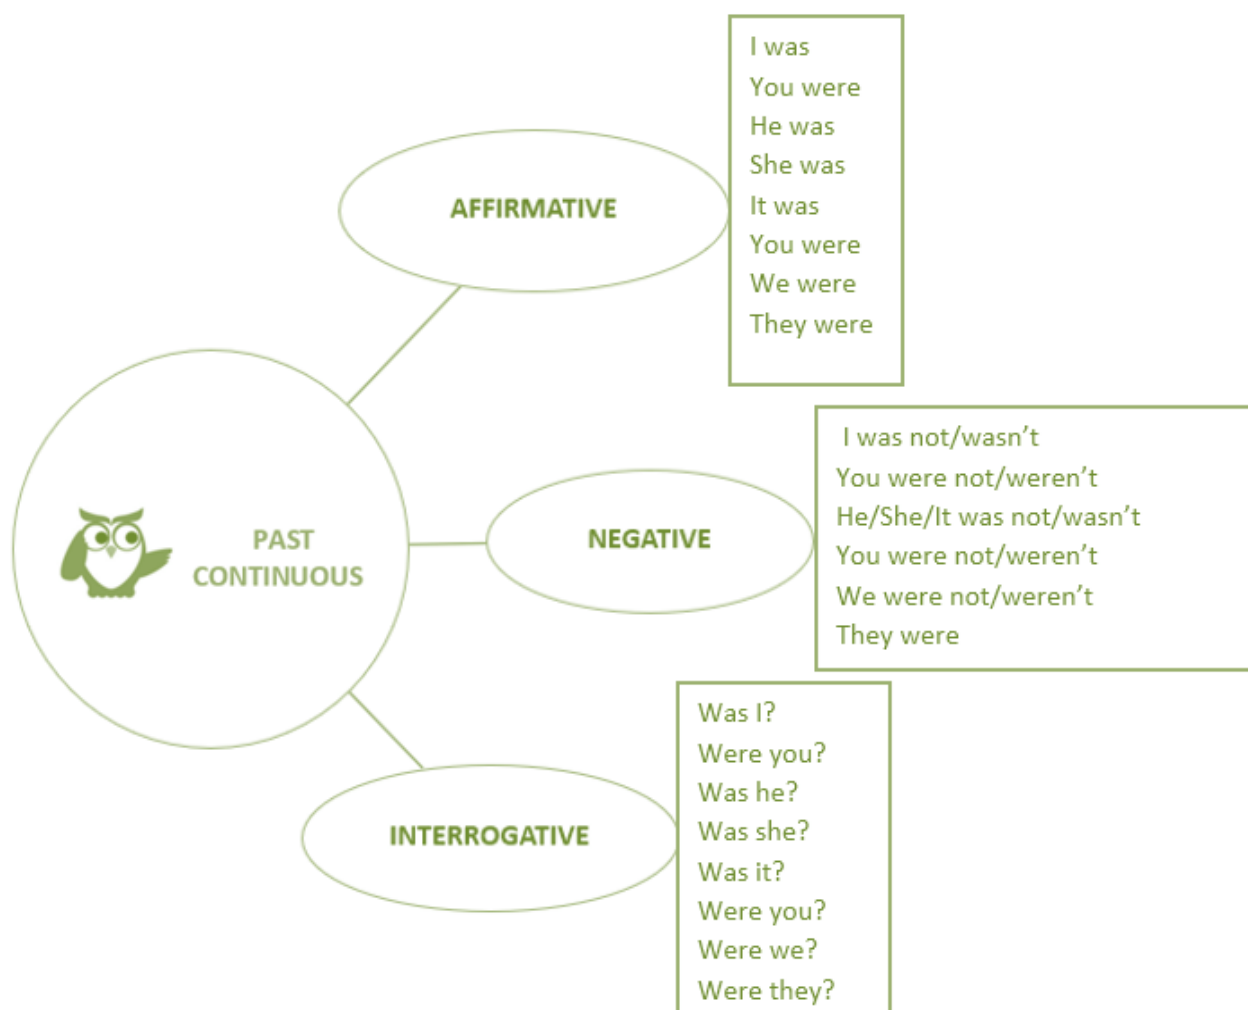 PAST
CONTINUOUS
AFFIRMATIVE
I was
You were
He was
She was
It was
You were
We were
They were
NEGATIVE
I was not/wasn’t
You were not/weren’t
He/She/It was not/wasn’t
You were not/weren’t
We were not/weren’t
They were
INTERROGATIVE
Was I?
Were you?
Was he?
Was she?
Was it?
Were you?
Were we?
Were they?